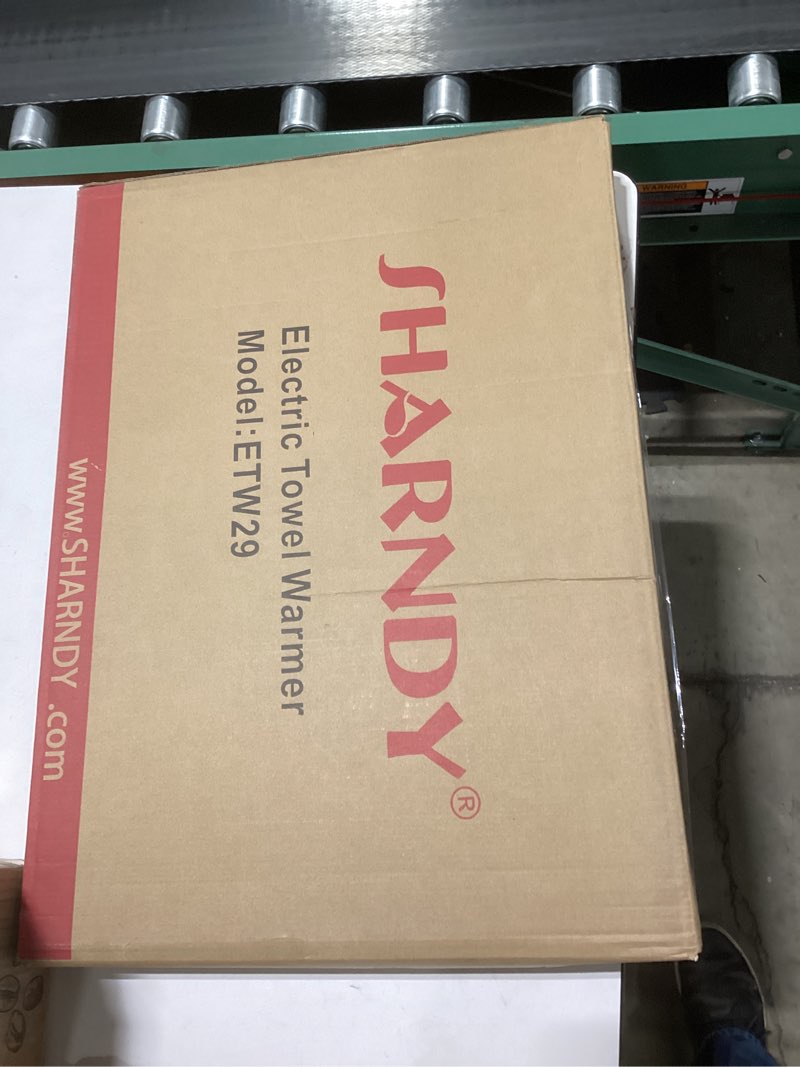 SHARNDY®
Electric Towel Warmer
Model:ETW29
www.SHARNDY .com
WARNING